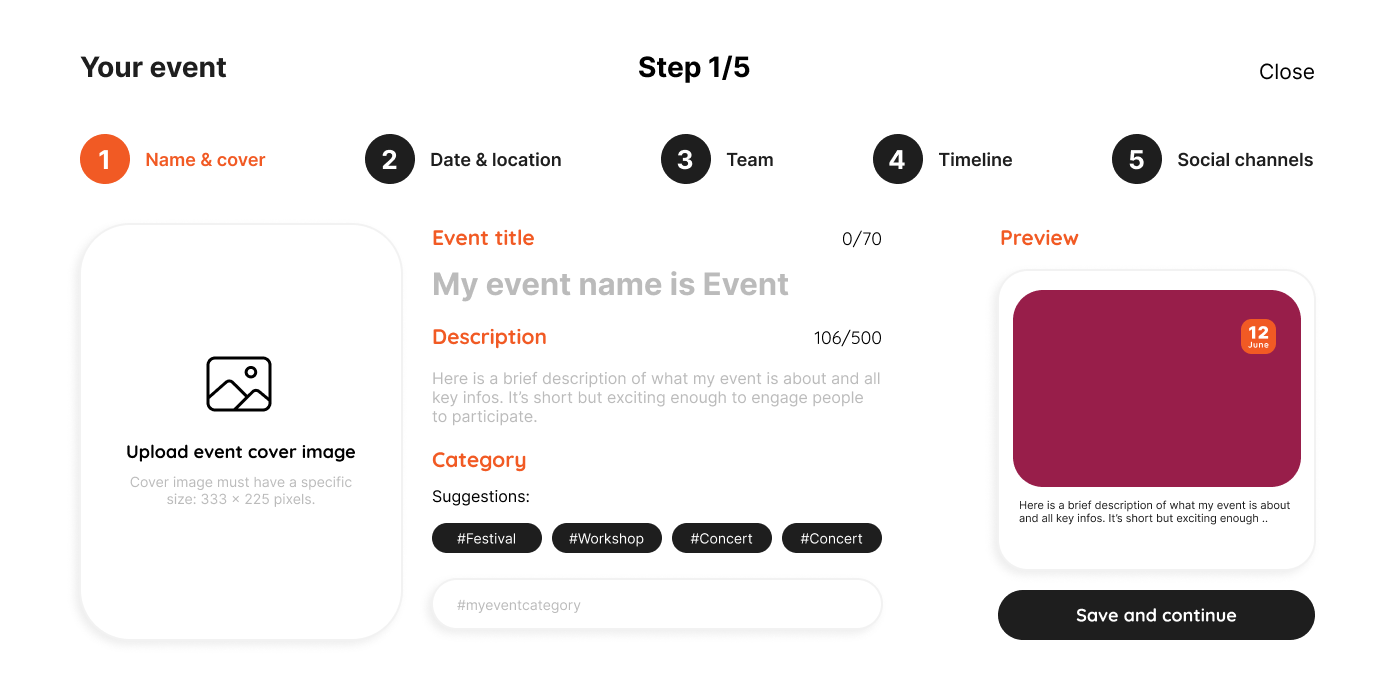 Your event
Step 1/5
Close
1 Name & cover
2 Date & location
3 Team
4 Timeline
5 Social channels
Upload event cover image
Cover image must have a specific
size: 333 × 225 pixels.
Event title
0/70
My event name is Event
Description
106/500
Here is a brief description of what my event is about and all
key infos. It’s short but exciting enough to engage people
to participate.
Category
Suggestions:
#Festival
#Workshop
#Concert
#Concert
#myeventcategory
Preview
12
June
Here is a brief description of what my event is about
and all key infos. It’s short but exciting enough ..
Save and continue